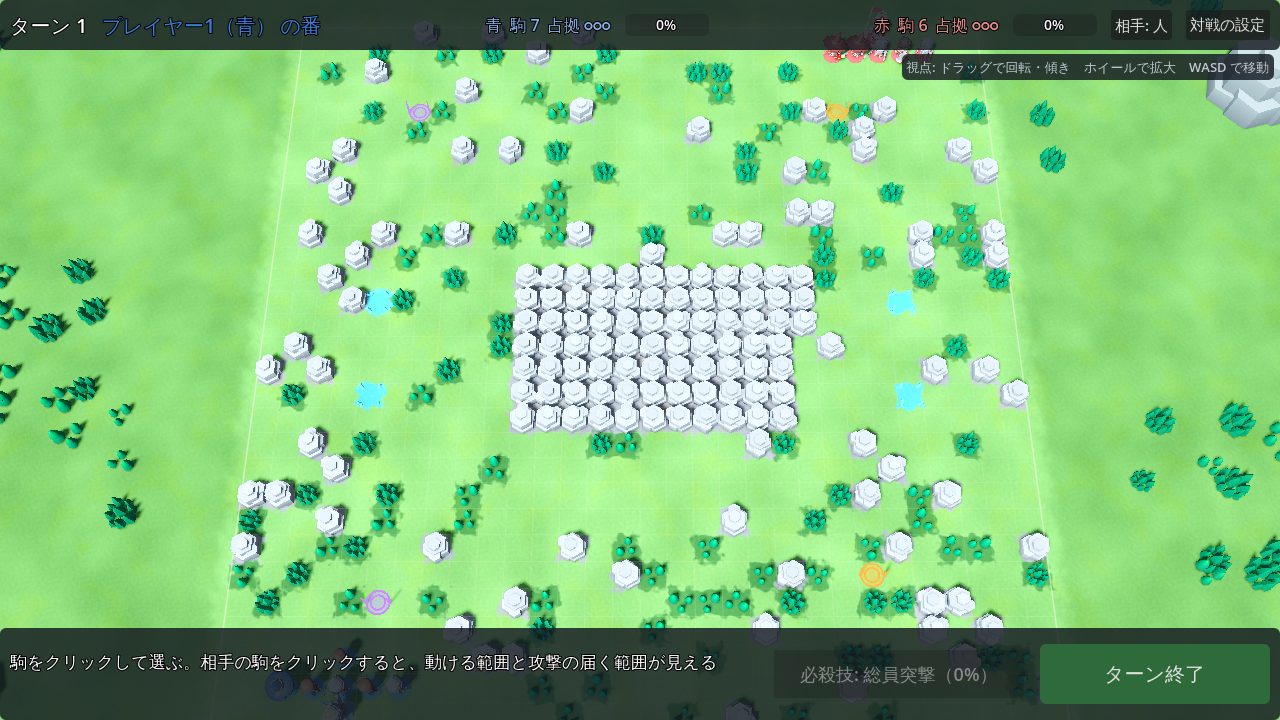 ターン 1 プレイヤー1（青） の番 青 駒 7 占拠 ○○○ 0% 赤 駒 6 占拠 ○○○ 0% 相手: 人 対戦の設定
視点: ドラッグで回転・傾き ホイールで拡大 WASD で移動
駒をクリックして選ぶ。相手の駒をクリックすると、動ける範囲と攻撃の届く範囲が見える
必殺技: 総員突撃（0%） ターン終了